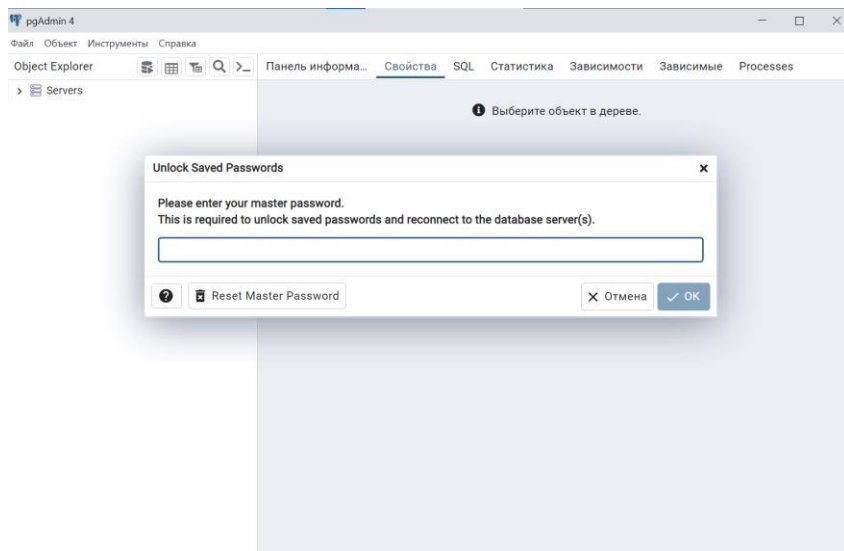 pgAdmin 4
Файл Объект Инструменты Справка
Object Explorer
Панель информа... Свойства SQL Статистика Зависимости Зависимые Processes
Servers
Выберите объект в дереве.
Unlock Saved Passwords
Please enter your master password.
This is required to unlock saved passwords and reconnect to the database server(s).
Reset Master Password
Отмена
OK